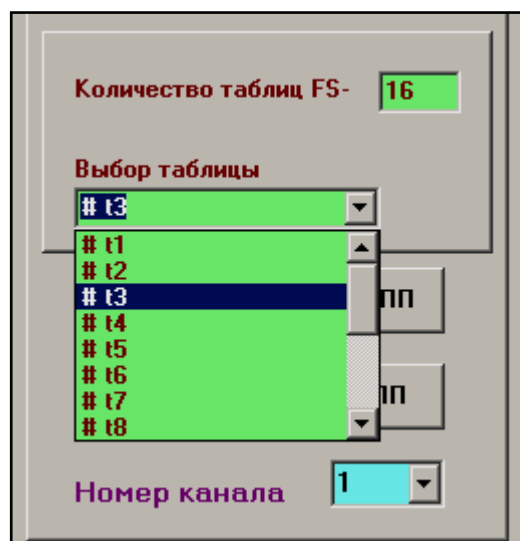 Количество таблиц FS- 16
Выбор таблицы
# t3
# t1
# t2
# t3
# t4
# t5
# t6
# t7
# t8
Номер канала 1